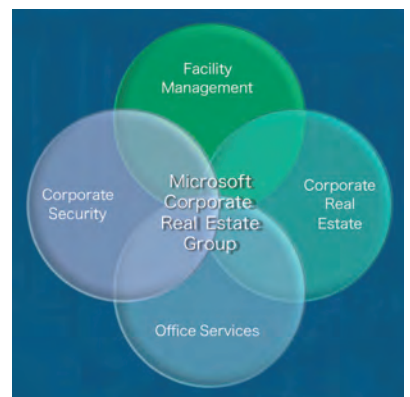 Facility
Management
Corporate
Security
Microsoft
Corporate
Real Estate
Group
Corporate
Real
Estate
Office Services